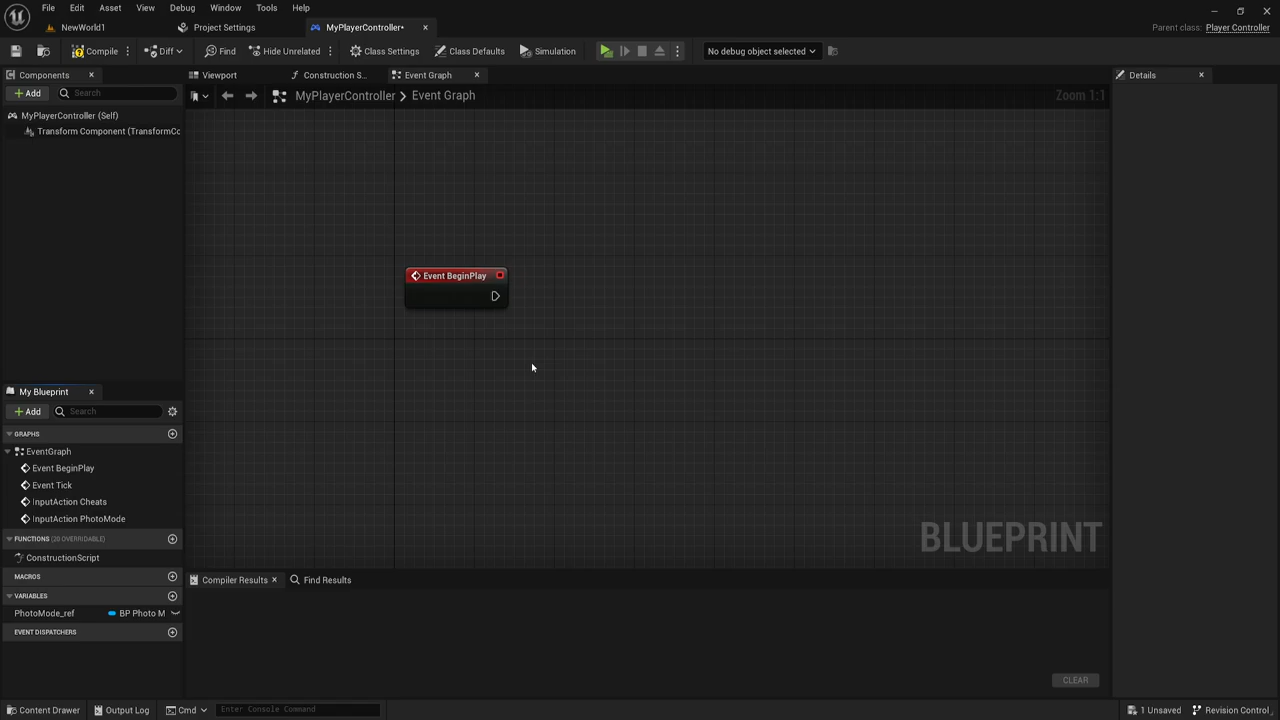 File Edit Asset View Debug Window Tools Help
NewWorld1 Project Settings MyPlayerController* Parent class: Player Controller
Compile Diff Find Hide Unrelated Class Settings Class Defaults Simulation No debug object selected
Components Viewport Construction S... Event Graph Details
Add Search MyPlayerController Event Graph Zoom 1:1
MyPlayerController (Self)
Transform Component (TransformCo
Event BeginPlay
My Blueprint
Add Search
GRAPHS
EventGraph
Event BeginPlay
Event Tick
InputAction Cheats
InputAction PhotoMode
BLUEPRINT
FUNCTIONS (20 OVERRIDABLE)
ConstructionScript
MACROS
Compiler Results Find Results
VARIABLES
PhotoMode_ref BP Photo M
EVENT DISPATCHERS
CLEAR
Content Drawer Output Log Cmd Enter Console Command 1 Unsaved Revision Control